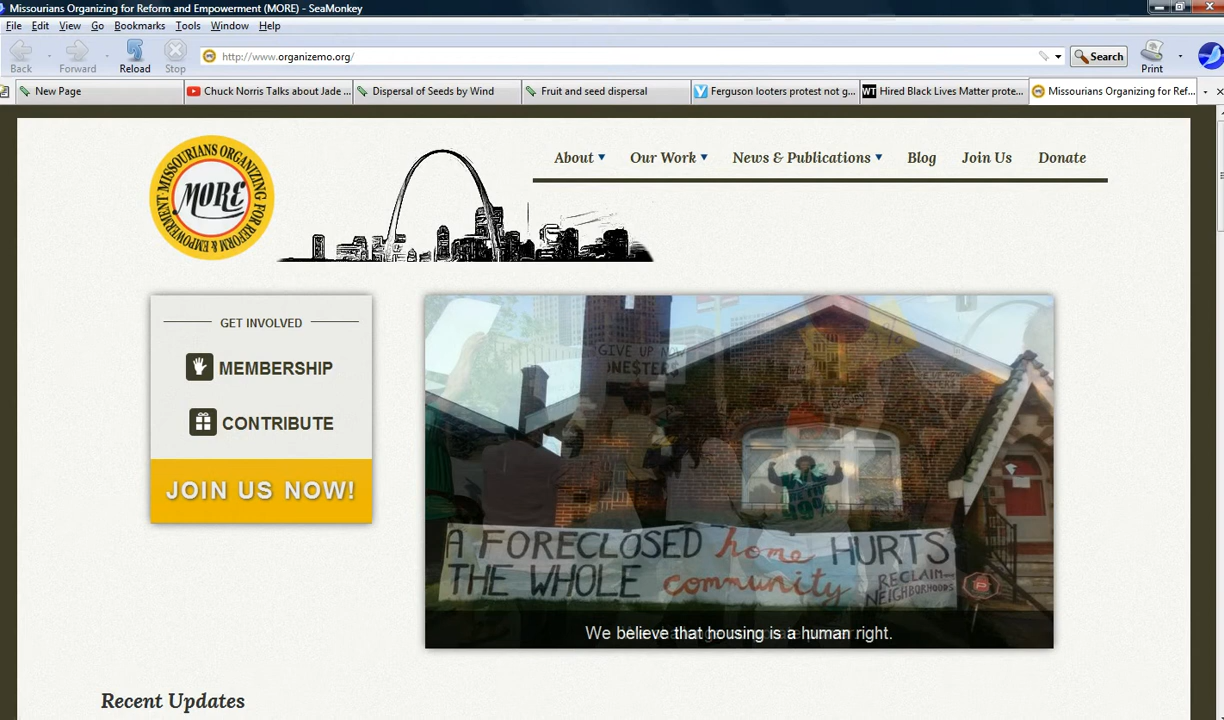 Missourians Organizing for Reform and Empowerment (MORE) - SeaMonkey
File Edit View Go Bookmarks Tools Window Help
Back Forward Reload Stop http://www.organizemo.org/ Search Print
New Page Chuck Norris Talks about Jade ... Dispersal of Seeds by Wind Fruit and seed dispersal Ferguson looters protest not g... Hired Black Lives Matter prote... Missourians Organizing for Ref...
MISSOURIANS ORGANIZING FOR REFORM & EMPOWERMENT
MORE
About Our Work News & Publications Blog Join Us Donate
GET INVOLVED
MEMBERSHIP
CONTRIBUTE
JOIN US NOW!
GIVE UP NOW
A FORECLOSED home HURTS
THE WHOLE community
RECLAIM
NEIGHBORHOODS
We believe that housing is a human right.
Recent Updates